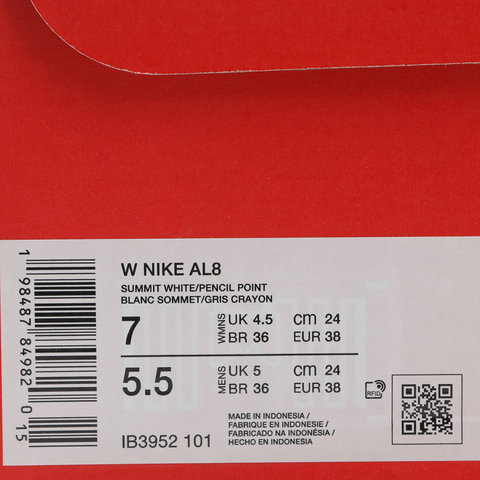 W NIKE AL8
SUMMIT WHITE/PENCIL POINT
BLANC SOMMET/GRIS CRAYON
7 WMNS UK 4.5 cm 24
BR 36 EUR 38
5.5 MENS UK 5 cm 24
BR 36 EUR 38
RFID
IB3952 101
MADE IN INDONESIA /
FABRIQUE EN INDONESIE /
FABRICADO NA INDONÉSIA /
HECHO EN INDONESIA
1 98487 84982 0 15